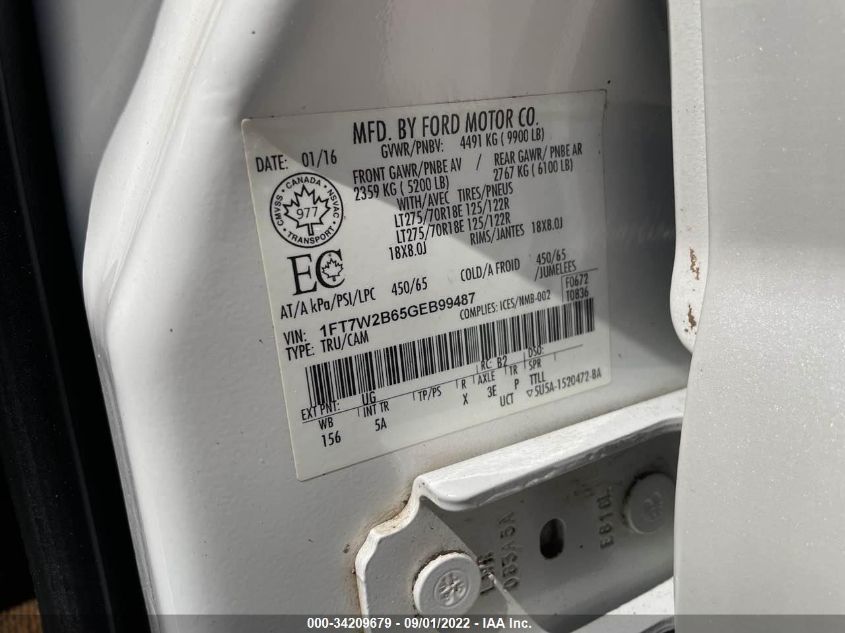 MFD. BY FORD MOTOR CO.
DATE: 01/16 GVWR/PNBV: 4491 KG ( 9900 LB)
FRONT GAWR/PNBE AV / REAR GAWR/ PNBE AR
2359 KG ( 5200 LB) 2767 KG ( 6100 LB)
WITH/AVEC TIRES/PNEUS
LT275/70R18E 125/122R
LT275/70R18E 125/122R
18X8.0J RIMS/JANTES 18X8.0J
CMVSS CANADA NSVAC
977
TRANSPORT
EC
AT/A kPa/PSI/LPC 450/65 COLD/A FROID 450/65
/JUMELEES
VIN: 1FT7W2B65GEB99487 COMPLIES: ICES/NMB-002 F0672
TYPE: TRU/CAM T0836
EXT PNT: UG RC: B2 DSO:
WB INT TR TP/PS R AXLE TR SPR
156 5A X 3E P TTLL
UCT ▽5U5A-1520472-BA
000-34209679 - 09/01/2022 - IAA Inc.